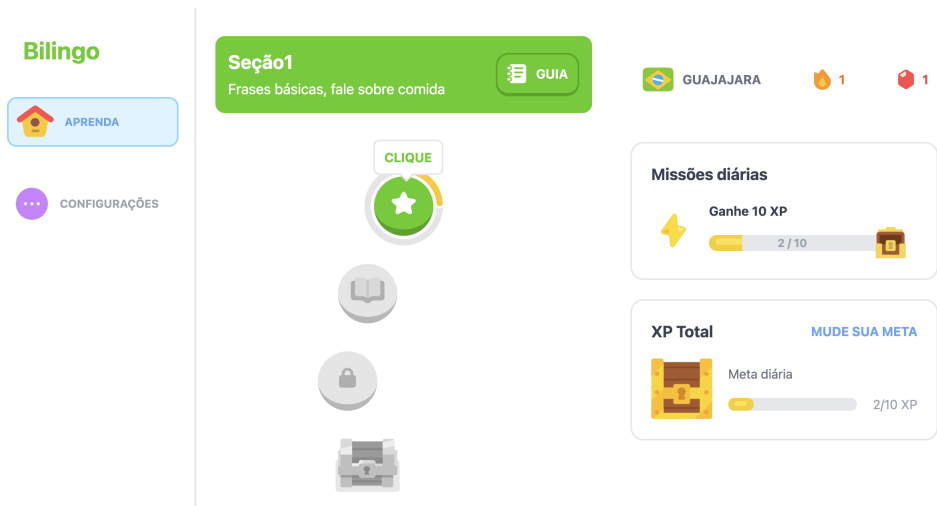 Bilingo
APRENDA
CONFIGURAÇÕES
Seção1
Frases básicas, fale sobre comida
GUIA
CLIQUE
GUAJAJARA
1
1
Missões diárias
Ganhe 10 XP
2 / 10
XP Total
MUDE SUA META
Meta diária
2/10 XP